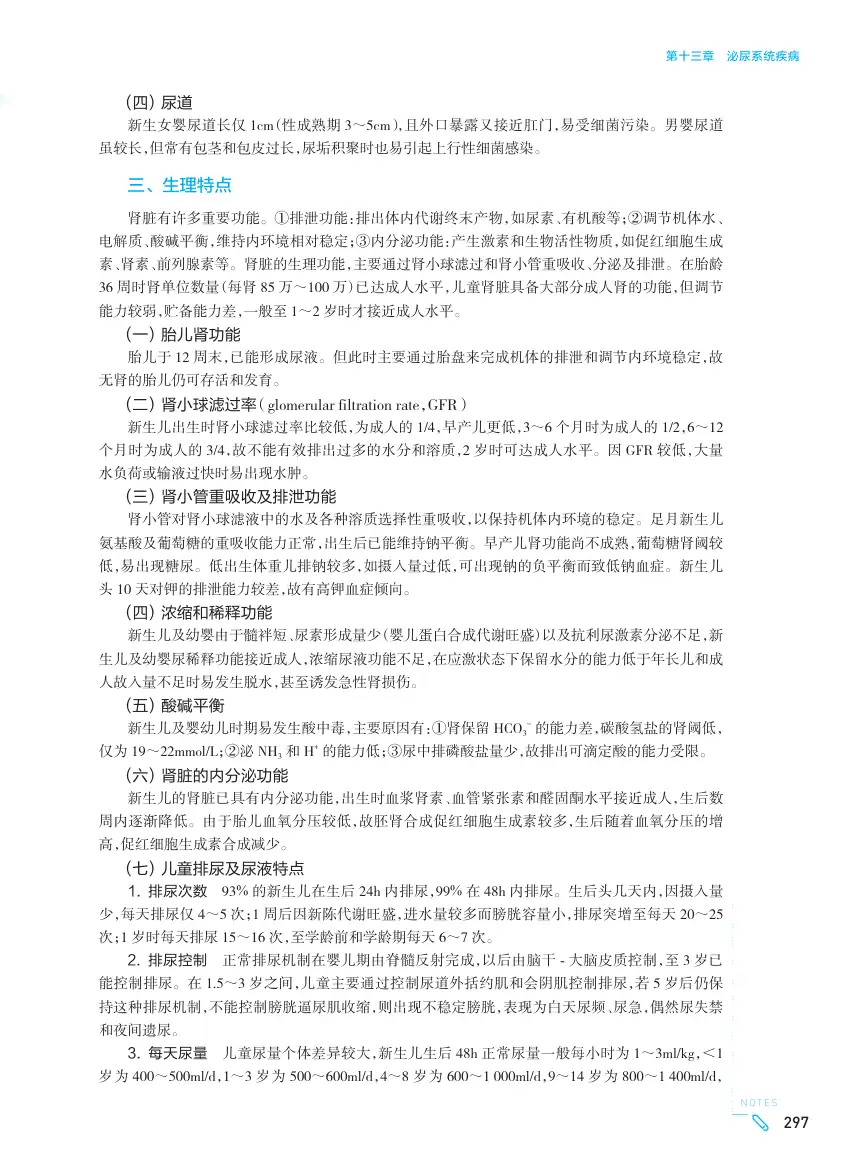 第十三章　泌尿系统疾病
（四）尿道
新生女婴尿道长仅 1cm（性成熟期 3～5cm），且外口暴露又接近肛门，易受细菌污染。男婴尿道
虽较长，但常有包茎和包皮过长，尿垢积聚时也易引起上行性细菌感染。
三、生理特点
肾脏有许多重要功能。①排泄功能：排出体内代谢终末产物，如尿素、有机酸等；②调节机体水、
电解质、酸碱平衡，维持内环境相对稳定；③内分泌功能：产生激素和生物活性物质，如促红细胞生成
素、肾素、前列腺素等。肾脏的生理功能，主要通过肾小球滤过和肾小管重吸收、分泌及排泄。在胎龄
36 周时肾单位数量（每肾 85 万～100 万）已达成人水平，儿童肾脏具备大部分成人肾的功能，但调节
能力较弱，贮备能力差，一般至 1～2 岁时才接近成人水平。
（一）胎儿肾功能
胎儿于 12 周末，已能形成尿液。但此时主要通过胎盘来完成机体的排泄和调节内环境稳定，故
无肾的胎儿仍可存活和发育。
（二）肾小球滤过率（glomerular filtration rate，GFR）
新生儿出生时肾小球滤过率比较低，为成人的 1/4，早产儿更低，3～6 个月时为成人的 1/2，6～12
个月时为成人的 3/4，故不能有效排出过多的水分和溶质，2 岁时可达成人水平。因 GFR 较低，大量
水负荷或输液过快时易出现水肿。
（三）肾小管重吸收及排泄功能
肾小管对肾小球滤液中的水及各种溶质选择性重吸收，以保持机体内环境的稳定。足月新生儿
氨基酸及葡萄糖的重吸收能力正常，出生后已能维持钠平衡。早产儿肾功能尚不成熟，葡萄糖肾阈较
低，易出现糖尿。低出生体重儿排钠较多，如摄入量过低，可出现钠的负平衡而致低钠血症。新生儿
头 10 天对钾的排泄能力较差，故有高钾血症倾向。
（四）浓缩和稀释功能
新生儿及幼婴由于髓袢短、尿素形成量少（婴儿蛋白合成代谢旺盛）以及抗利尿激素分泌不足，新
生儿及幼婴尿稀释功能接近成人，浓缩尿液功能不足，在应激状态下保留水分的能力低于年长儿和成
人故入量不足时易发生脱水，甚至诱发急性肾损伤。
（五）酸碱平衡
新生儿及婴幼儿时期易发生酸中毒，主要原因有：①肾保留 HCO₃⁻ 的能力差，碳酸氢盐的肾阈低，
仅为 19～22mmol/L；②泌 NH₃ 和 H⁺ 的能力低；③尿中排磷酸盐量少，故排出可滴定酸的能力受限。
（六）肾脏的内分泌功能
新生儿的肾脏已具有内分泌功能，出生时血浆肾素、血管紧张素和醛固酮水平接近成人，生后数
周内逐渐降低。由于胎儿血氧分压较低，故胚肾合成促红细胞生成素较多，生后随着血氧分压的增
高，促红细胞生成素合成减少。
（七）儿童排尿及尿液特点
1. 排尿次数　93% 的新生儿在生后 24h 内排尿，99% 在 48h 内排尿。生后头几天内，因摄入量
少，每天排尿仅 4～5 次；1 周后因新陈代谢旺盛，进水量较多而膀胱容量小，排尿突增至每天 20～25
次；1 岁时每天排尿 15～16 次，至学龄前和学龄期每天 6～7 次。
2. 排尿控制　正常排尿机制在婴儿期由脊髓反射完成，以后由脑干 - 大脑皮质控制，至 3 岁已
能控制排尿。在 1.5～3 岁之间，儿童主要通过控制尿道外括约肌和会阴肌控制排尿，若 5 岁后仍保
持这种排尿机制，不能控制膀胱逼尿肌收缩，则出现不稳定膀胱，表现为白天尿频、尿急，偶然尿失禁
和夜间遗尿。
3. 每天尿量　儿童尿量个体差异较大，新生儿生后 48h 正常尿量一般每小时为 1～3ml/kg，＜1
岁为 400～500ml/d，1～3 岁为 500～600ml/d，4～8 岁为 600～1 000ml/d，9～14 岁为 800～1 400ml/d，
NOTES
297